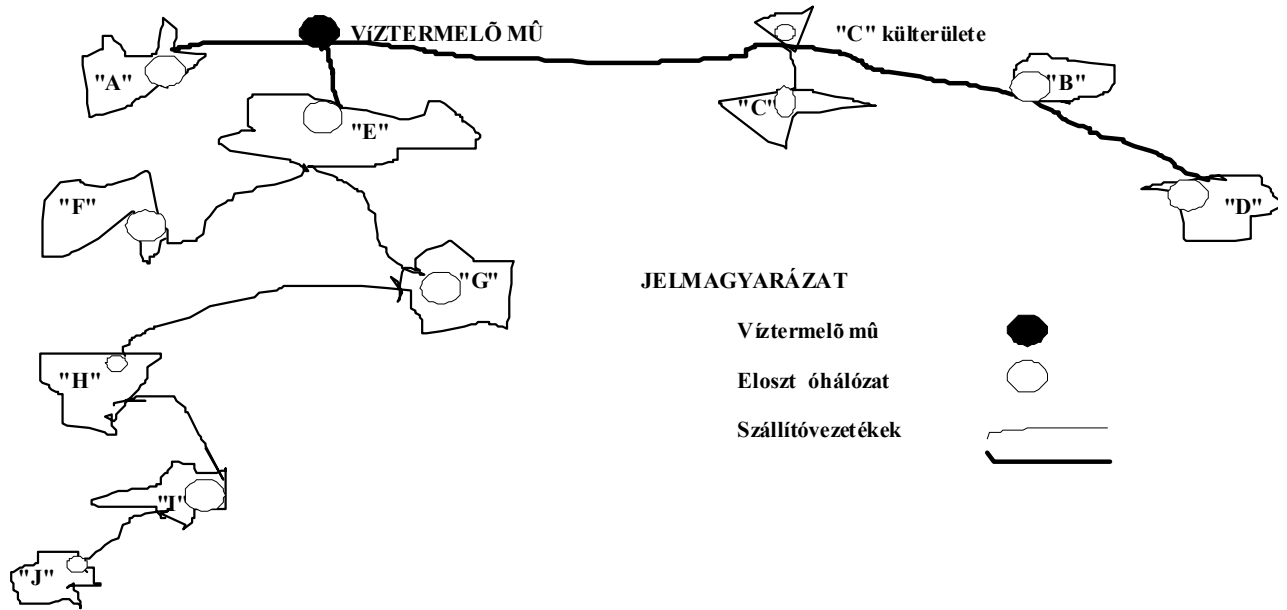 VíZTERMELÕ MÛ
"C" külterülete
"A"
"B"
"C"
"E"
"F"
"D"
"G"
JELMAGYARÁZAT
Víztermelõ mû
"H"
Eloszt óhálózat
Szállítóvezetékek
"I"
"J"